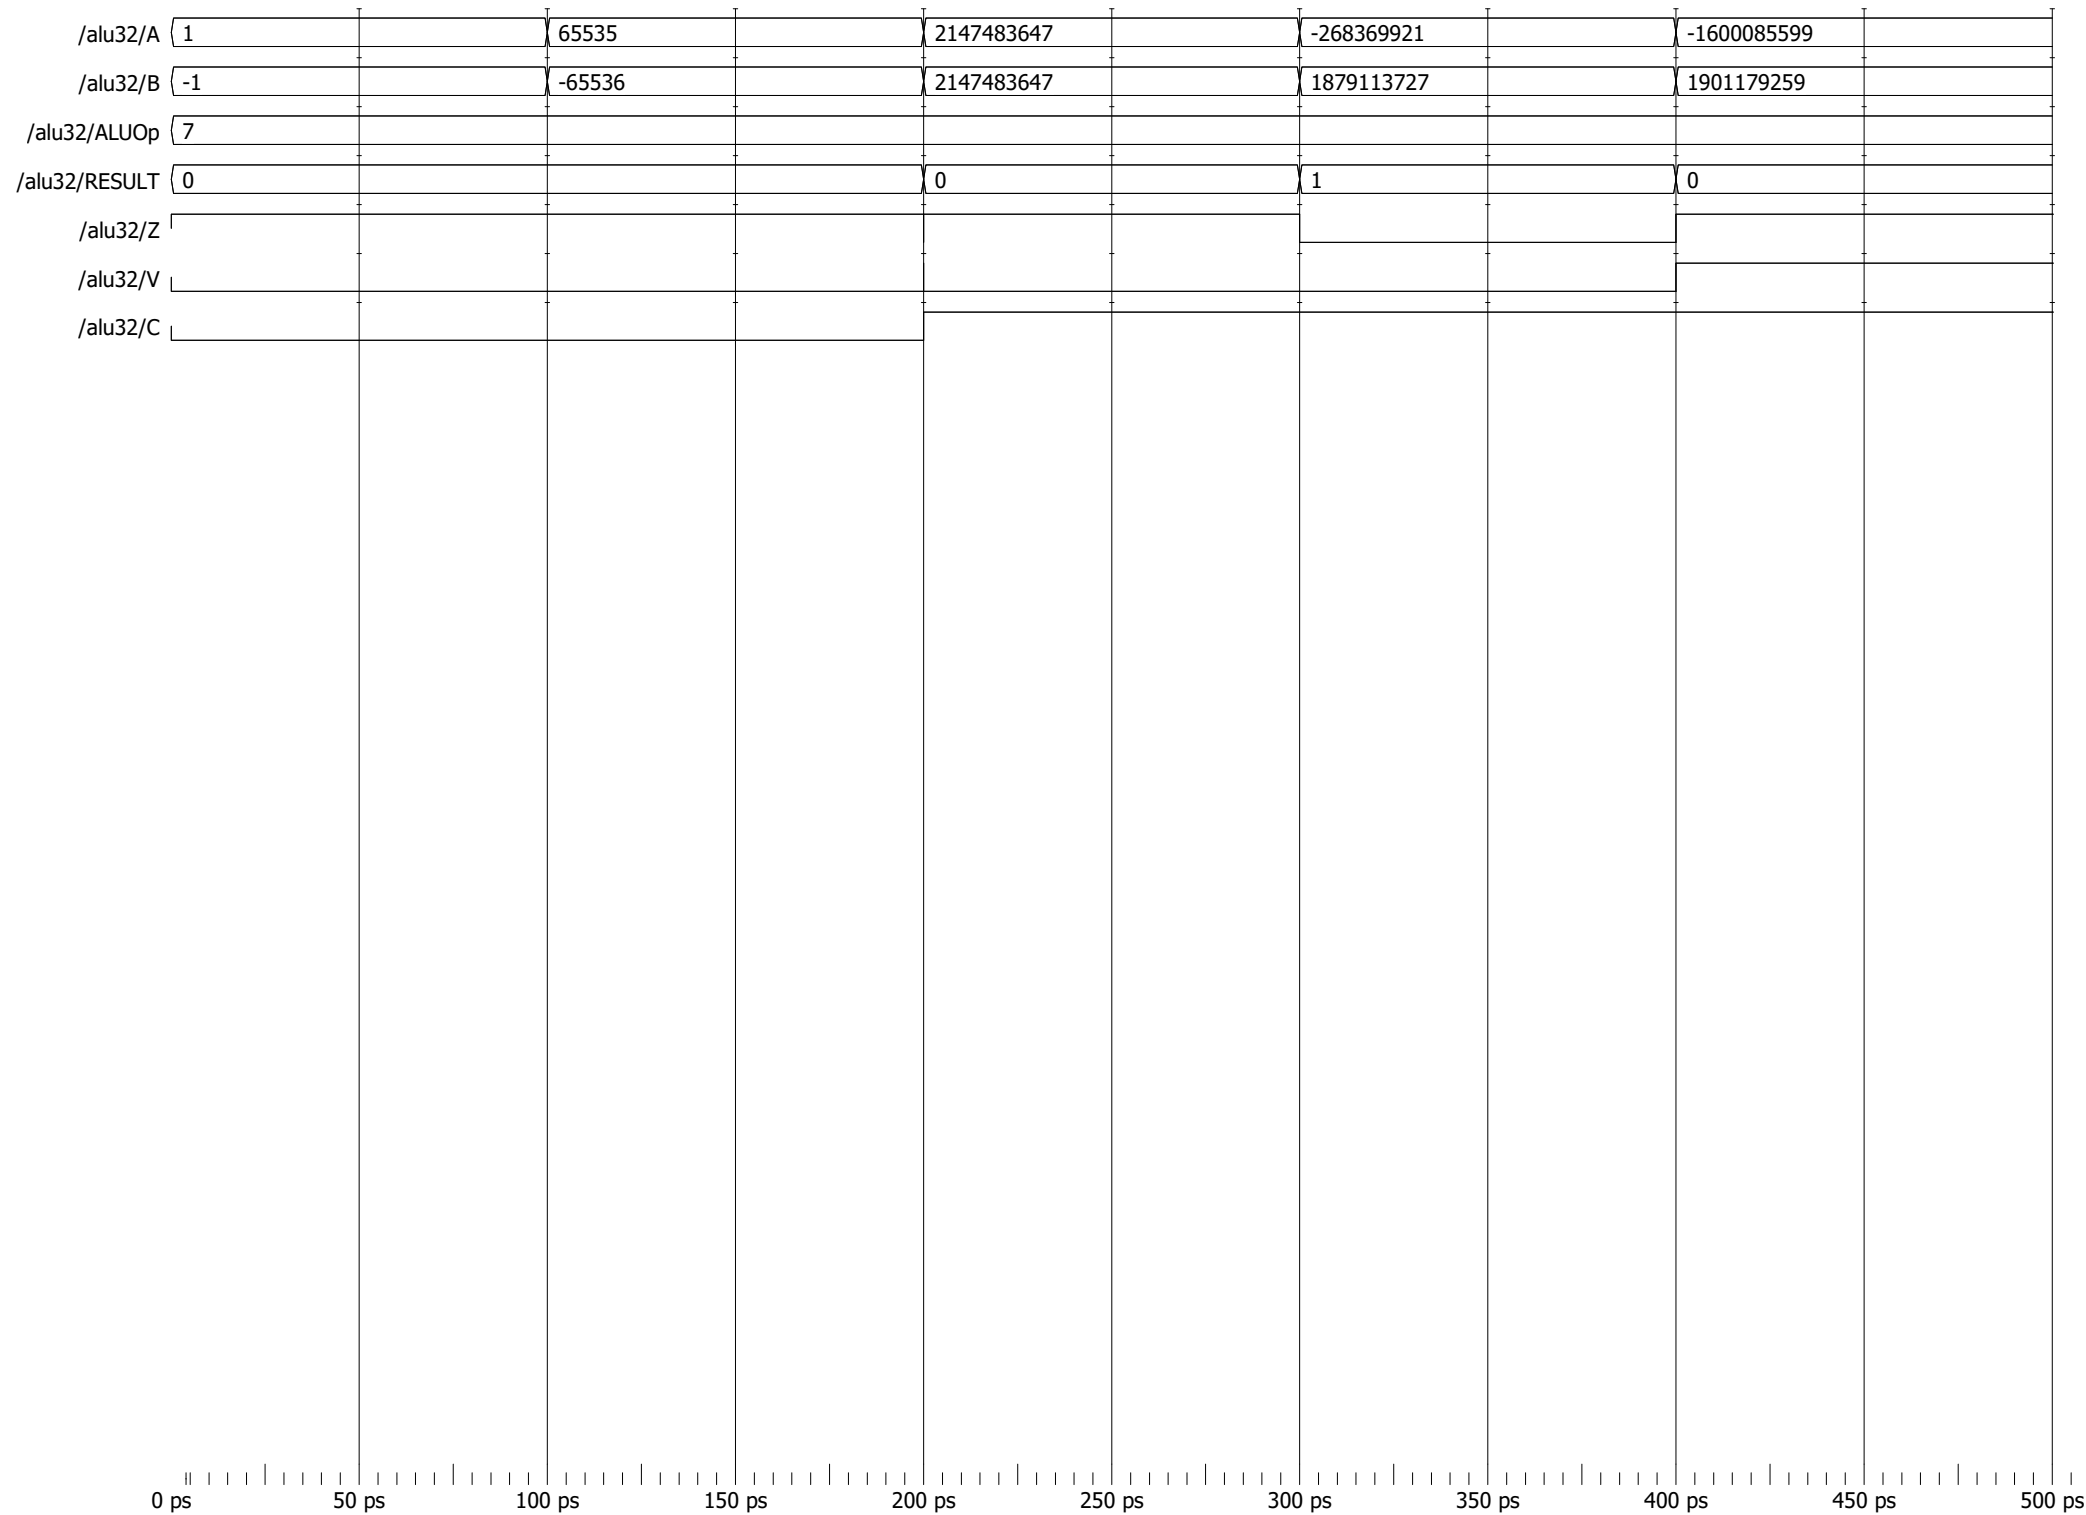 /alu32/A 1 65535 2147483647 -268369921 -1600085599
/alu32/B -1 -65536 2147483647 1879113727 1901179259
/alu32/ALUOp 7
/alu32/RESULT 0 0 1 0
/alu32/Z
/alu32/V
/alu32/C
0 ps 50 ps 100 ps 150 ps 200 ps 250 ps 300 ps 350 ps 400 ps 450 ps 500 ps